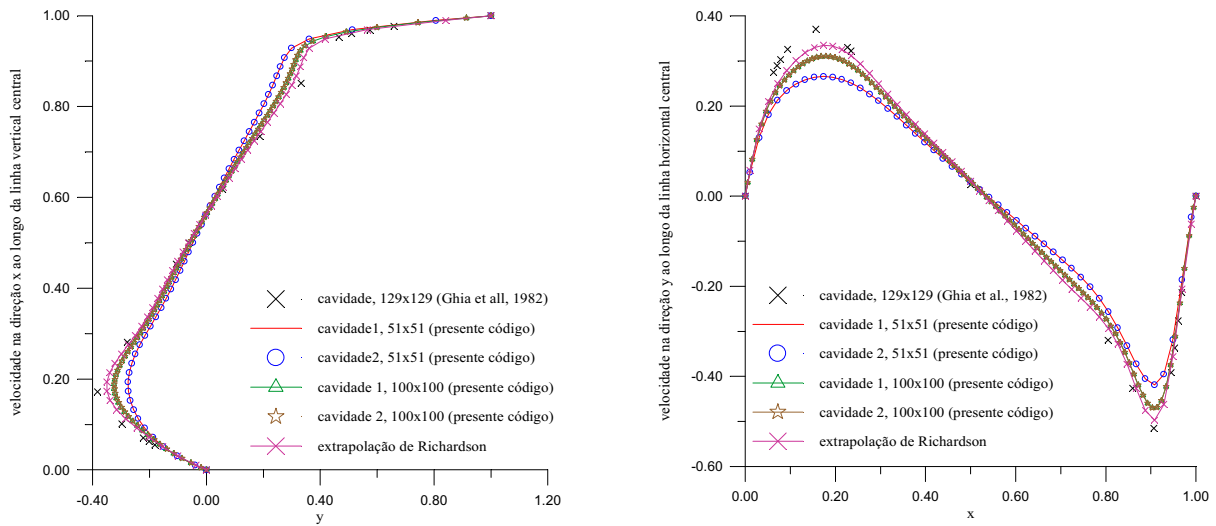 velocidade na direção x ao longo da linha vertical central
1.00
0.80
0.60
0.40
0.20
0.00
cavidade, 129x129 (Ghia et all, 1982)
cavidade1, 51x51 (presente código)
cavidade2, 51x51 (presente código)
cavidade 1, 100x100 (presente código)
cavidade 2, 100x100 (presente código)
extrapolação de Richardson
-0.40
0.00
0.40
0.80
1.20
y
velocidade na direção y ao longo da linha horizontal central
0.40
0.20
0.00
-0.20
-0.40
-0.60
cavidade, 129x129 (Ghia et al., 1982)
cavidade 1, 51x51 (presente código)
cavidade 2, 51x51 (presente código)
cavidade 1, 100x100 (presente código)
cavidade 2, 100x100 (presente código)
extrapolação de Richardson
0.00
0.20
0.40
0.60
0.80
1.00
x